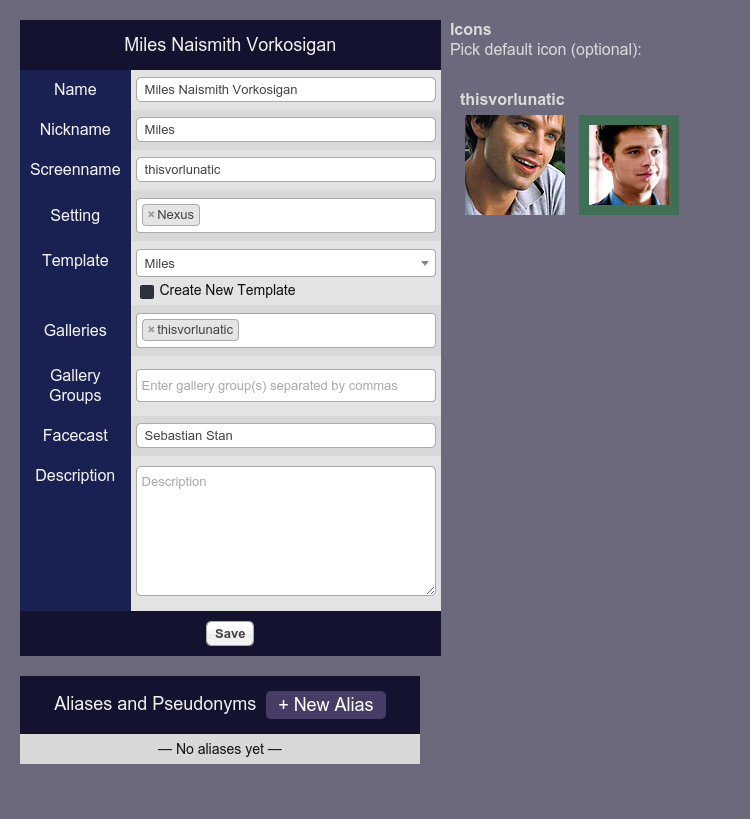 Miles Naismith Vorkosigan
Name
Miles Naismith Vorkosigan
Nickname
Miles
Screenname
thisvorlunatic
Setting
× Nexus
Template
Miles
Create New Template
Galleries
× thisvorlunatic
Gallery
Groups
Enter gallery group(s) separated by commas
Facecast
Sebastian Stan
Description
Description
Save
Aliases and Pseudonyms
+ New Alias
— No aliases yet —
Icons
Pick default icon (optional):
thisvorlunatic